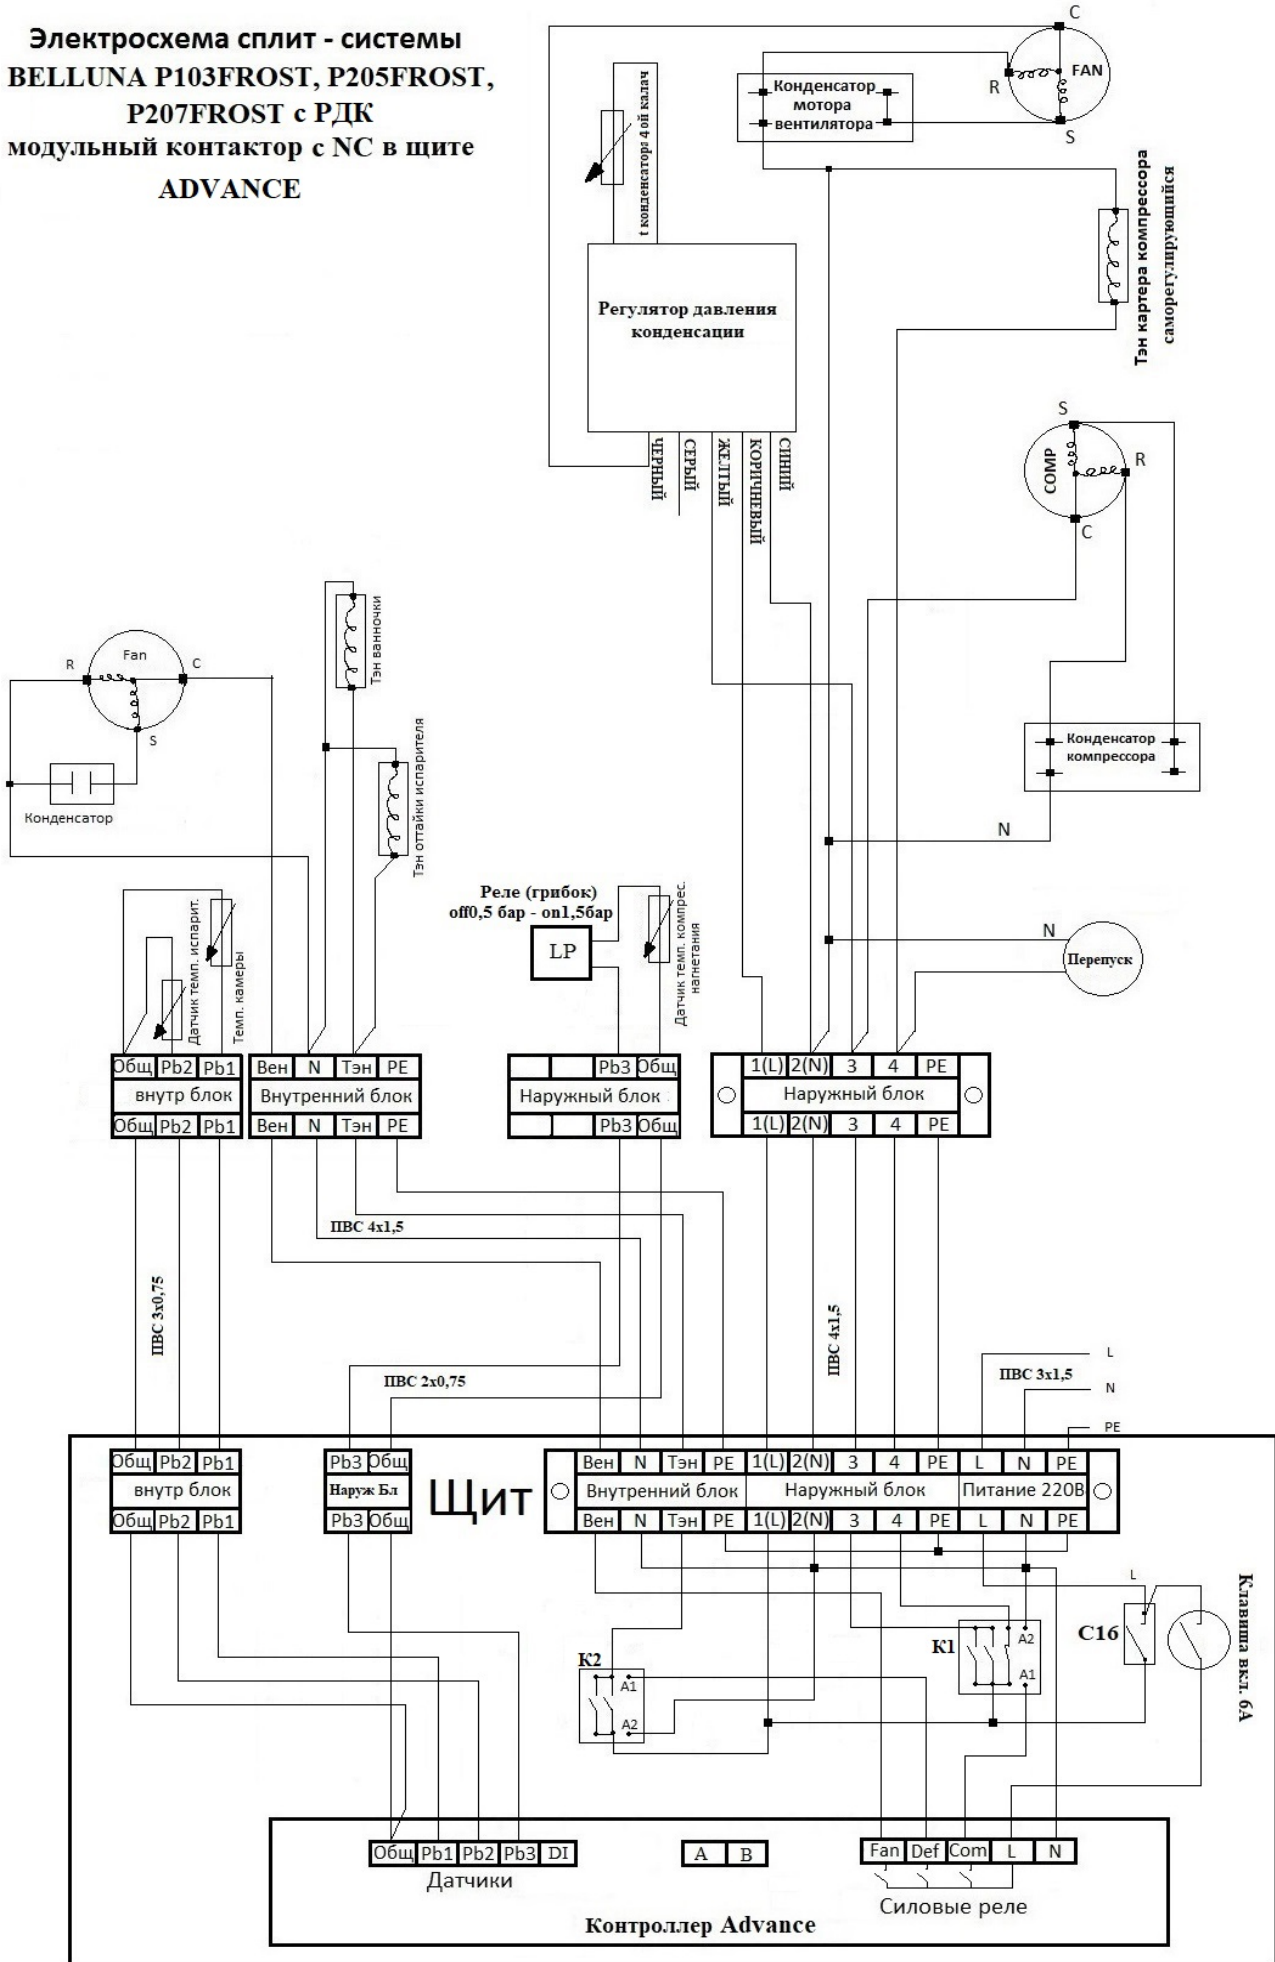 Электросхема сплит - системы
BELLUNA P103FROST, P205FROST,
P207FROST с РДК
модульный контактор с NC в щите
ADVANCE
C
R
FAN
S
Конденсатор
мотора
вентилятора
t конденсатора 4 ой калач
Тэн картера компрессора
саморегулирующийся
Регулятор давления
конденсации
ЧЕРНЫЙ
СЕРЫЙ
ЖЕЛТЫЙ
КОРИЧНЕВЫЙ
СИНИЙ
S
COMP
R
C
Конденсатор
компрессора
N
N
Перепуск
Fan
R
C
S
Конденсатор
Тэн ванночки
Тэн оттайки испарителя
Датчик темп. испарит.
Темп. камеры
Реле (грибок)
off0,5 бар - on1,5бар
LP
Датчик темп. компрес.
нагнетания
Общ Pb2 Pb1
внутр блок
Общ Pb2 Pb1
Вен N Тэн PE
Внутренний блок
Вен N Тэн PE
Pb3 Общ
Наружный блок
Pb3 Общ
1(L) 2(N) 3 4 PE
Наружный блок
1(L) 2(N) 3 4 PE
ПВС 4х1,5
ПВС 3х0,75
ПВС 2х0,75
ПВС 4х1,5
ПВС 3х1,5
L
N
PE
Общ Pb2 Pb1
внутр блок
Общ Pb2 Pb1
Pb3 Общ
Наруж Бл
Pb3 Общ
Щит
Вен N Тэн PE 1(L) 2(N) 3 4 PE L N PE
Внутренний блок Наружный блок Питание 220В
Вен N Тэн PE 1(L) 2(N) 3 4 PE L N PE
K2
A1
A2
K1
A2
A1
L
C16
Клавиша вкл. 6А
Общ Pb1 Pb2 Pb3 DI
Датчики
A B
Fan Def Com L N
Силовые реле
Контроллер Advance